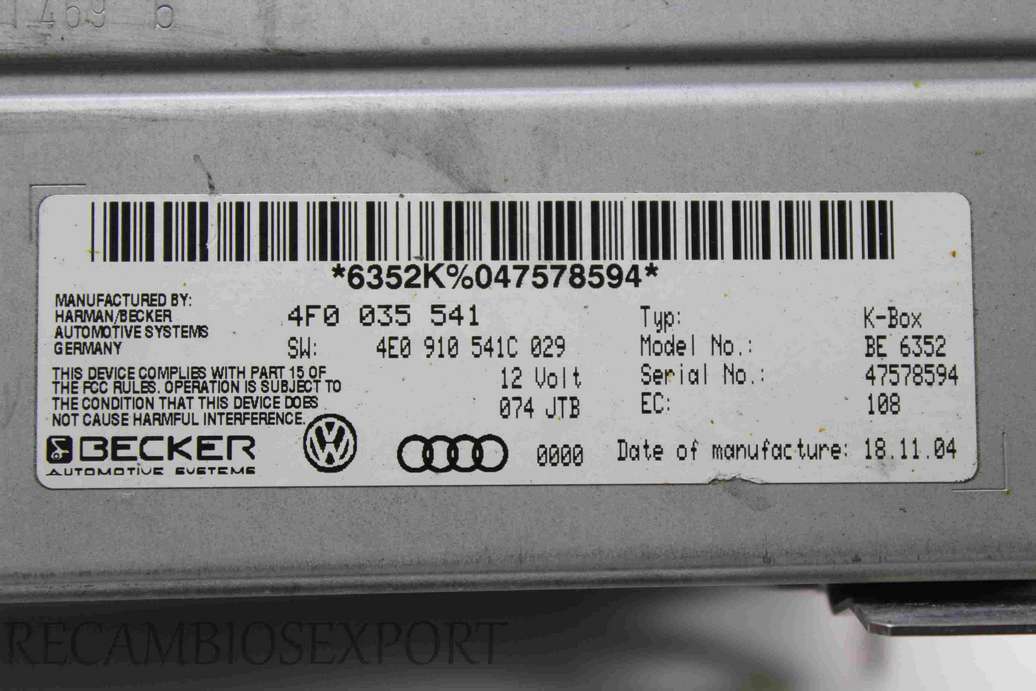 1469 b
*6352K%047578594*
MANUFACTURED BY:
HARMAN/BECKER
AUTOMOTIVE SYSTEMS
GERMANY
4F0 035 541
SW: 4E0 910 541C 029
12 Volt
074 JTB
THIS DEVICE COMPLIES WITH PART 15 OF
THE FCC RULES. OPERATION IS SUBJECT TO
THE CONDITION THAT THIS DEVICE DOES
NOT CAUSE HARMFUL INTERFERENCE.
BECKER
AUTOMOTIVE SYSTEMS
VW
0000
Typ: K-Box
Model No.: BE 6352
Serial No.: 47578594
EC: 108
Date of manufacture: 18.11.04
RECAMBIOSEXPORT